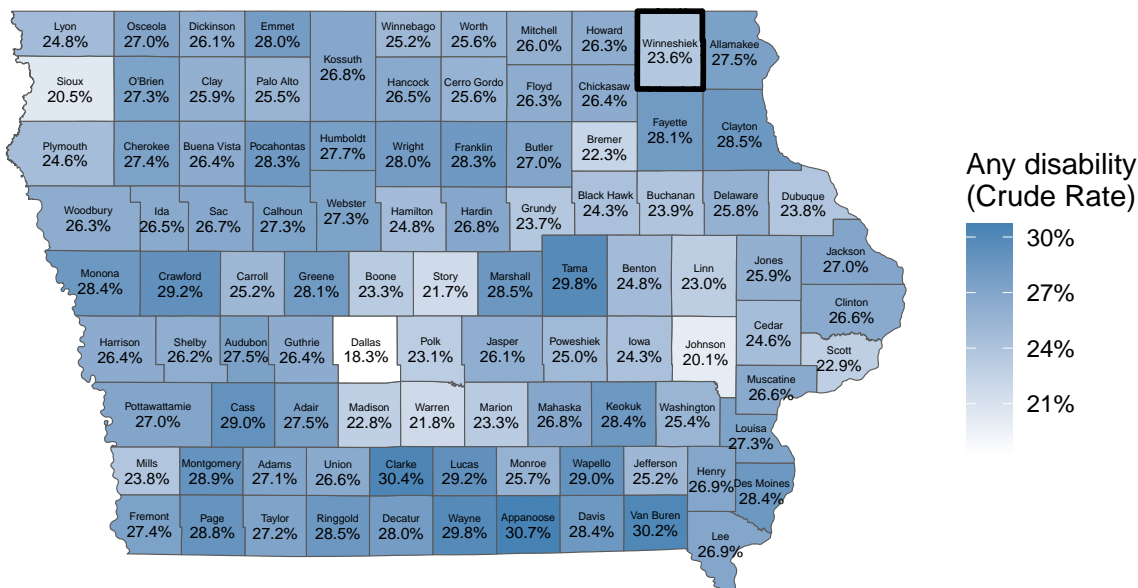 Lyon
24.8%
Osceola
27.0%
Dickinson
26.1%
Emmet
28.0%
Kossuth
26.8%
Winnebago
25.2%
Worth
25.6%
Mitchell
26.0%
Howard
26.3%
Winneshiek
23.6%
Allamakee
27.5%
Sioux
20.5%
O'Brien
27.3%
Clay
25.9%
Palo Alto
25.5%
Hancock
26.5%
Cerro Gordo
25.6%
Floyd
26.3%
Chickasaw
26.4%
Fayette
28.1%
Clayton
28.5%
Plymouth
24.6%
Cherokee
27.4%
Buena Vista
26.4%
Pocahontas
28.3%
Humboldt
27.7%
Wright
28.0%
Franklin
28.3%
Butler
27.0%
Bremer
22.3%
Woodbury
26.3%
Ida
26.5%
Sac
26.7%
Calhoun
27.3%
Webster
27.3%
Hamilton
24.8%
Hardin
26.8%
Grundy
23.7%
Black Hawk
24.3%
Buchanan
23.9%
Delaware
25.8%
Dubuque
23.8%
Monona
28.4%
Crawford
29.2%
Carroll
25.2%
Greene
28.1%
Boone
23.3%
Story
21.7%
Marshall
28.5%
Tama
29.8%
Benton
24.8%
Linn
23.0%
Jones
25.9%
Jackson
27.0%
Clinton
26.6%
Harrison
26.4%
Shelby
26.2%
Audubon
27.5%
Guthrie
26.4%
Dallas
18.3%
Polk
23.1%
Jasper
26.1%
Poweshiek
25.0%
Iowa
24.3%
Johnson
20.1%
Cedar
24.6%
Scott
22.9%
Muscatine
26.6%
Pottawattamie
27.0%
Cass
29.0%
Adair
27.5%
Madison
22.8%
Warren
21.8%
Marion
23.3%
Mahaska
26.8%
Keokuk
28.4%
Washington
25.4%
Louisa
27.3%
Mills
23.8%
Montgomery
28.9%
Adams
27.1%
Union
26.6%
Clarke
30.4%
Lucas
29.2%
Monroe
25.7%
Wapello
29.0%
Jefferson
25.2%
Henry
26.9%
Des Moines
28.4%
Fremont
27.4%
Page
28.8%
Taylor
27.2%
Ringgold
28.5%
Decatur
28.0%
Wayne
29.8%
Appanoose
30.7%
Davis
28.4%
Van Buren
30.2%
Lee
26.9%
Any disability
(Crude Rate)
30%
27%
24%
21%